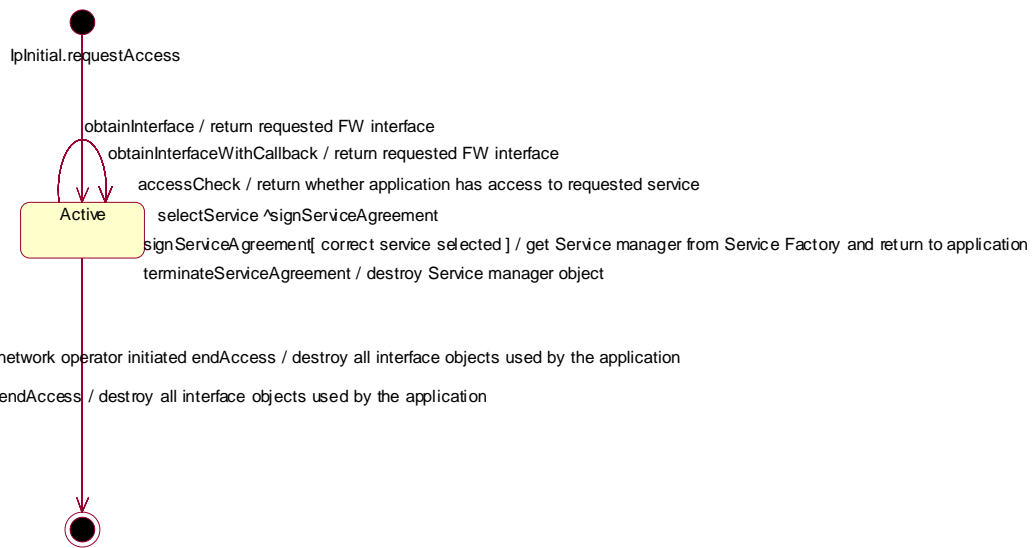 IpInitial.requestAccess
obtainInterface / return requested FW interface
obtainInterfaceWithCallback / return requested FW interface
accessCheck / return whether application has access to requested service
Active
selectService ^signServiceAgreement
signServiceAgreement[ correct service selected ] / get Service manager from Service Factory and return to application
terminateServiceAgreement / destroy Service manager object
network operator initiated endAccess / destroy all interface objects used by the application
endAccess / destroy all interface objects used by the application